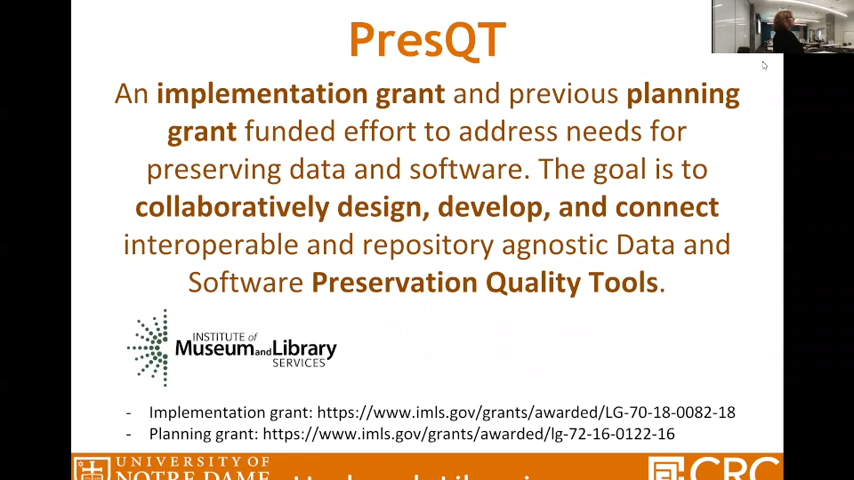 PresQT
An implementation grant and previous planning
grant funded effort to address needs for
preserving data and software. The goal is to
collaboratively design, develop, and connect
interoperable and repository agnostic Data and
Software Preservation Quality Tools.
INSTITUTE of
Museum and Library
SERVICES
- Implementation grant: https://www.imls.gov/grants/awarded/LG-70-18-0082-18
- Planning grant: https://www.imls.gov/grants/awarded/lg-72-16-0122-16
UNIVERSITY OF
NOTRE DAME
CRC